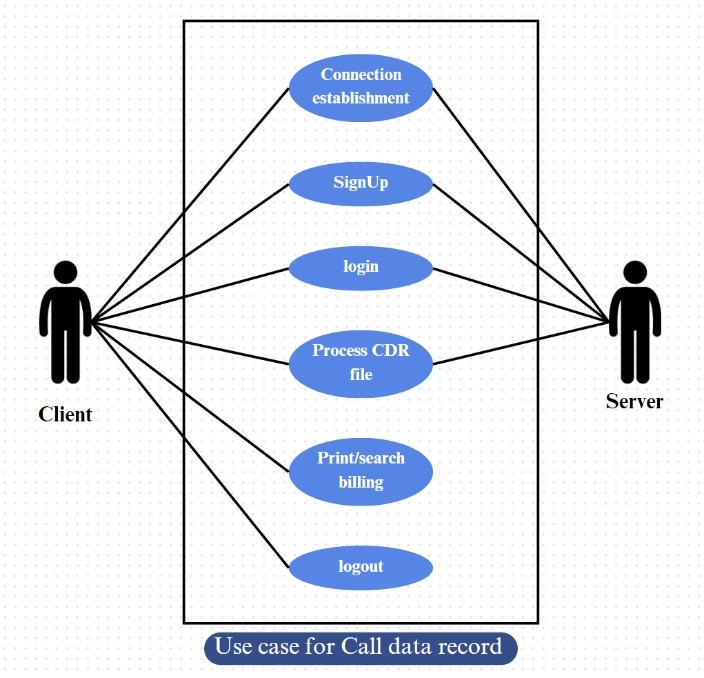 Connection
establishment
SignUp
login
Process CDR
file
Client
Server
Print/search
billing
logout
Use case for Call data record